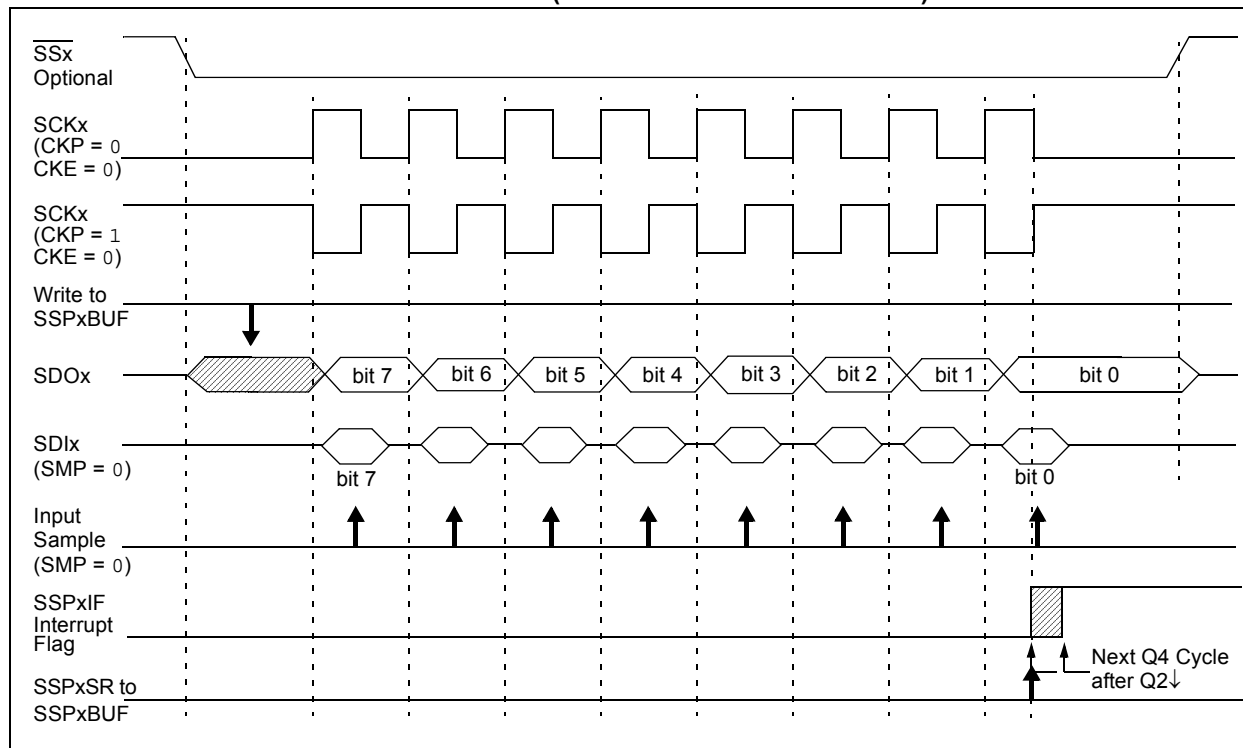 SSx
Optional
SCKx
(CKP = 0
CKE = 0)
SCKx
(CKP = 1
CKE = 0)
Write to
SSPxBUF
SDOx
bit 7
bit 6
bit 5
bit 4
bit 3
bit 2
bit 1
bit 0
SDIx
(SMP = 0)
bit 7
bit 0
Input
Sample
(SMP = 0)
SSPxIF
Interrupt
Flag
Next Q4 Cycle
after Q2↓
SSPxSR to
SSPxBUF